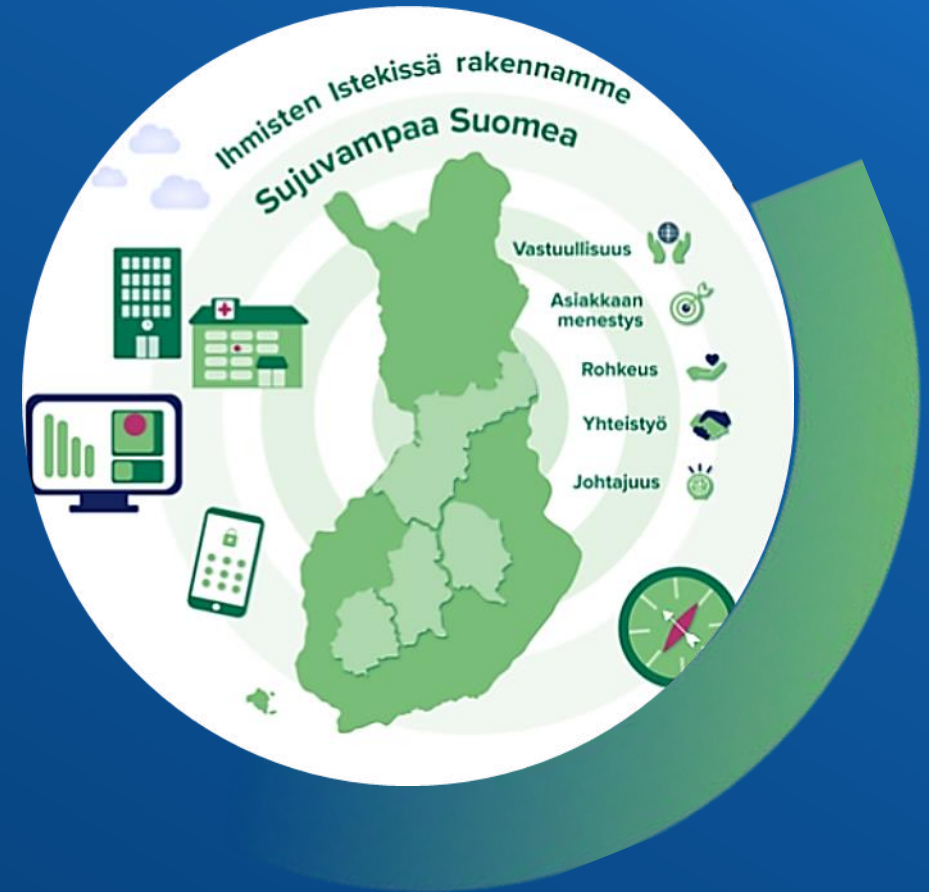 Ihmisten Istekissä rakennamme
Sujuvampaa Suomea
Vastuullisuus
Asiakkaan
menestys
Rohkeus
Yhteistyö
Johtajuus